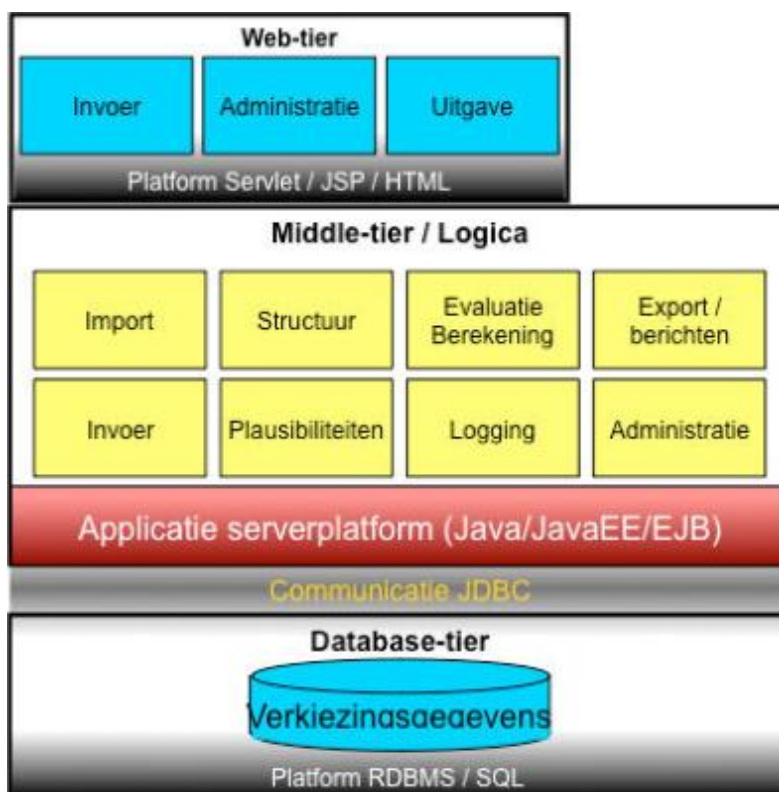 Web-tier
Invoer
Administratie
Uitgave
Platform Servlet / JSP / HTML
Middle-tier / Logica
Import
Structuur
Evaluatie
Berekening
Export /
berichten
Invoer
Plausibiliteiten
Logging
Administratie
Applicatie serverplatform (Java/JavaEE/EJB)
Communicatie JDBC
Database-tier
Verkiezingsgegevens
Platform RDBMS / SQL